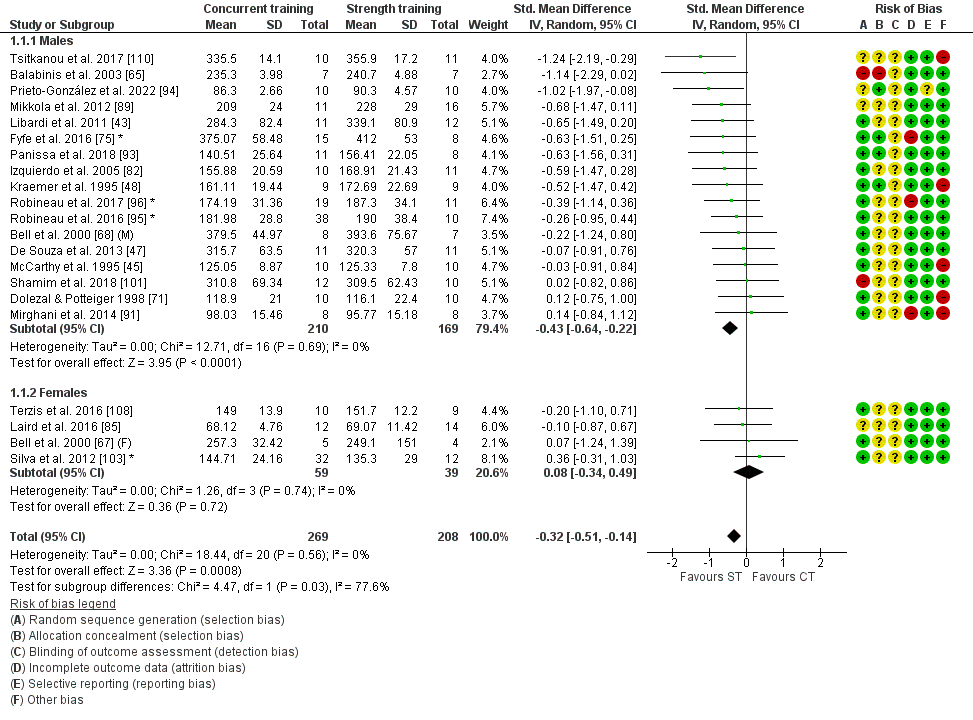 Concurrent training Strength training Std. Mean Difference Std. Mean Difference Risk of Bias
Study or Subgroup Mean SD Total Mean SD Total Weight IV, Random, 95% CI IV, Random, 95% CI A B C D E F
1.1.1 Males
Tsitkanou et al. 2017 [110] 335.5 14.1 10 355.9 17.2 11 4.0% -1.24 [-2.19, -0.29] ? ? ? + + -
Balabinis et al. 2003 [65] 235.3 3.98 7 240.7 4.88 7 2.7% -1.14 [-2.29, 0.02] - - ? + + +
Prieto-González et al. 2022 [94] 86.3 2.66 10 90.3 4.57 10 4.0% -1.02 [-1.97, -0.08] ? + ? + ? +
Mikkola et al. 2012 [89] 209 24 11 228 29 16 5.7% -0.68 [-1.47, 0.11] + ? ? + + +
Libardi et al. 2011 [43] 284.3 82.4 11 339.1 80.9 12 5.0% -0.65 [-1.49, 0.20] + ? ? + + +
Fyfe et al. 2016 [75] * 375.07 58.48 15 412 53 8 4.6% -0.63 [-1.51, 0.25] + ? ? - + +
Panissa et al. 2018 [93] 140.51 25.64 11 156.41 22.05 8 4.1% -0.63 [-1.56, 0.31] + ? ? + + +
Izquierdo et al. 2005 [82] 155.88 20.59 10 168.91 21.43 11 4.6% -0.59 [-1.47, 0.28] + ? ? + + +
Kraemer et al. 1995 [48] 161.11 19.44 9 172.69 22.69 9 4.0% -0.52 [-1.47, 0.42] + ? ? + + -
Robineau et al. 2017 [96] * 174.19 31.36 19 187.3 34.1 11 6.2% -0.39 [-1.14, 0.36] + ? ? - + +
Robineau et al. 2016 [95] * 181.98 28.8 38 190 38.4 10 7.2% -0.26 [-0.95, 0.44] + ? ? + + +
Bell et al. 2000 [68] (M) 379.5 44.97 8 393.6 75.67 7 3.4% -0.22 [-1.24, 0.80] + ? ? + + +
De Souza et al. 2013 [47] 315.7 63.5 11 320.3 57 11 5.1% -0.07 [-0.91, 0.76] + ? ? + + +
McCarthy et al. 1995 [45] 125.05 8.87 10 125.33 7.8 10 4.6% -0.03 [-0.91, 0.84] + ? ? + + -
Shamim et al. 2018 [101] 310.8 69.34 12 309.5 62.43 10 5.0% 0.02 [-0.82, 0.86] - ? ? + + +
Dolezal & Potteiger 1998 [71] 118.9 21 10 116.1 22.4 10 4.6% 0.12 [-0.75, 1.00] + ? ? + + -
Mirghani et al. 2014 [91] 98.03 15.46 8 95.77 15.18 8 3.7% 0.14 [-0.84, 1.12] + ? ? - + -
Subtotal (95% CI) 210 169 79.4% -0.43 [-0.64, -0.22]
Heterogeneity: Tau² = 0.00; Chi² = 12.71, df = 16 (P = 0.69); I² = 0%
Test for overall effect: Z = 3.95 (P < 0.0001)
1.1.2 Females
Terzis et al. 2016 [108] 149 13.9 10 151.7 12.2 9 4.4% -0.20 [-1.10, 0.71] + ? ? + + +
Laird et al. 2016 [85] 68.12 4.76 12 69.07 11.42 14 6.0% -0.10 [-0.87, 0.67] ? ? ? + + +
Bell et al. 2000 [67] (F) 257.3 32.42 5 249.1 151 4 2.1% 0.07 [-1.24, 1.39] + ? ? + + +
Silva et al. 2012 [103] * 144.71 24.16 32 135.3 29 12 8.1% 0.36 [-0.31, 1.03] + ? ? + + +
Subtotal (95% CI) 59 39 20.6% 0.08 [-0.34, 0.49]
Heterogeneity: Tau² = 0.00; Chi² = 1.26, df = 3 (P = 0.74); I² = 0%
Test for overall effect: Z = 0.36 (P = 0.72)
Total (95% CI) 269 208 100.0% -0.32 [-0.51, -0.14]
Heterogeneity: Tau² = 0.00; Chi² = 18.44, df = 20 (P = 0.56); I² = 0%
-2 -1 0 1 2
Test for overall effect: Z = 3.36 (P = 0.0008)
Favours ST Favours CT
Test for subgroup differences: Chi² = 4.47, df = 1 (P = 0.03), I² = 77.6%
Risk of bias legend
(A) Random sequence generation (selection bias)
(B) Allocation concealment (selection bias)
(C) Blinding of outcome assessment (detection bias)
(D) Incomplete outcome data (attrition bias)
(E) Selective reporting (reporting bias)
(F) Other bias